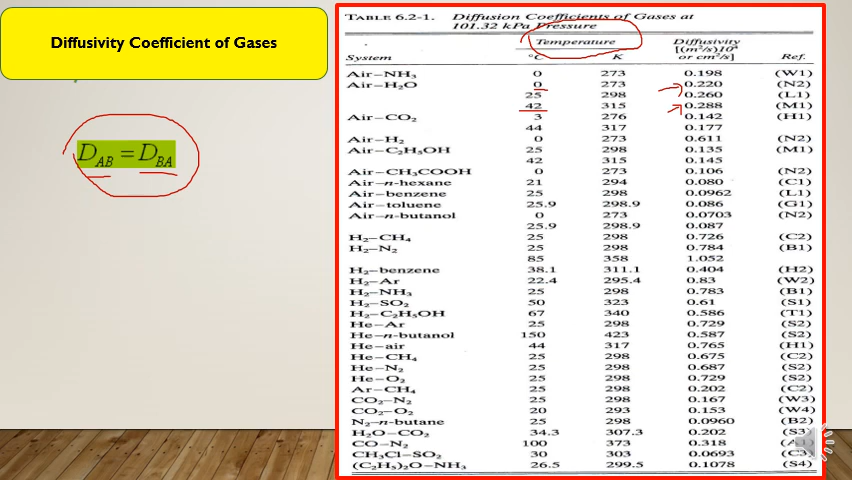 Diffusivity Coefficient of Gases
D_AB = D_BA
TABLE 6.2-1. Diffusion Coefficients of Gases at
101.32 kPa Pressure
Temperature Diffusivity
[(m²/s)10⁴
System °C K or cm²/s] Ref.
Air–NH₃ 0 273 0.198 (W1)
Air–H₂O 0 273 0.220 (N2)
25 298 0.260 (L1)
42 315 0.288 (M1)
Air–CO₂ 3 276 0.142 (H1)
44 317 0.177
Air–H₂ 0 273 0.611 (N2)
Air–C₂H₅OH 25 298 0.135 (M1)
42 315 0.145
Air–CH₃COOH 0 273 0.106 (N2)
Air–n-hexane 21 294 0.080 (C1)
Air–benzene 25 298 0.0962 (L1)
Air–toluene 25.9 298.9 0.086 (G1)
Air–n-butanol 0 273 0.0703 (N2)
25.9 298.9 0.087
H₂–CH₄ 25 298 0.726 (C2)
H₂–N₂ 25 298 0.784 (B1)
85 358 1.052
H₂–benzene 38.1 311.1 0.404 (H2)
H₂–Ar 22.4 295.4 0.83 (W2)
H₂–NH₃ 25 298 0.783 (B1)
H₂–SO₂ 50 323 0.61 (S1)
H₂–C₂H₅OH 67 340 0.586 (T1)
He–Ar 25 298 0.729 (S2)
He–n-butanol 150 423 0.587 (S2)
He–air 44 317 0.765 (H1)
He–CH₄ 25 298 0.675 (C2)
He–N₂ 25 298 0.687 (S2)
He–O₂ 25 298 0.729 (S2)
Ar–CH₄ 25 298 0.202 (C2)
CO₂–N₂ 25 298 0.167 (W3)
CO₂–O₂ 20 293 0.153 (W4)
N₂–n-butane 25 298 0.0960 (B2)
H₂O–CO₂ 34.3 307.3 0.202 (S3)
CO–N₂ 100 373 0.318
CH₃Cl–SO₂ 30 303 0.0693 (C3)
(C₂H₅)₂O–NH₃ 26.5 299.5 0.1078 (S4)